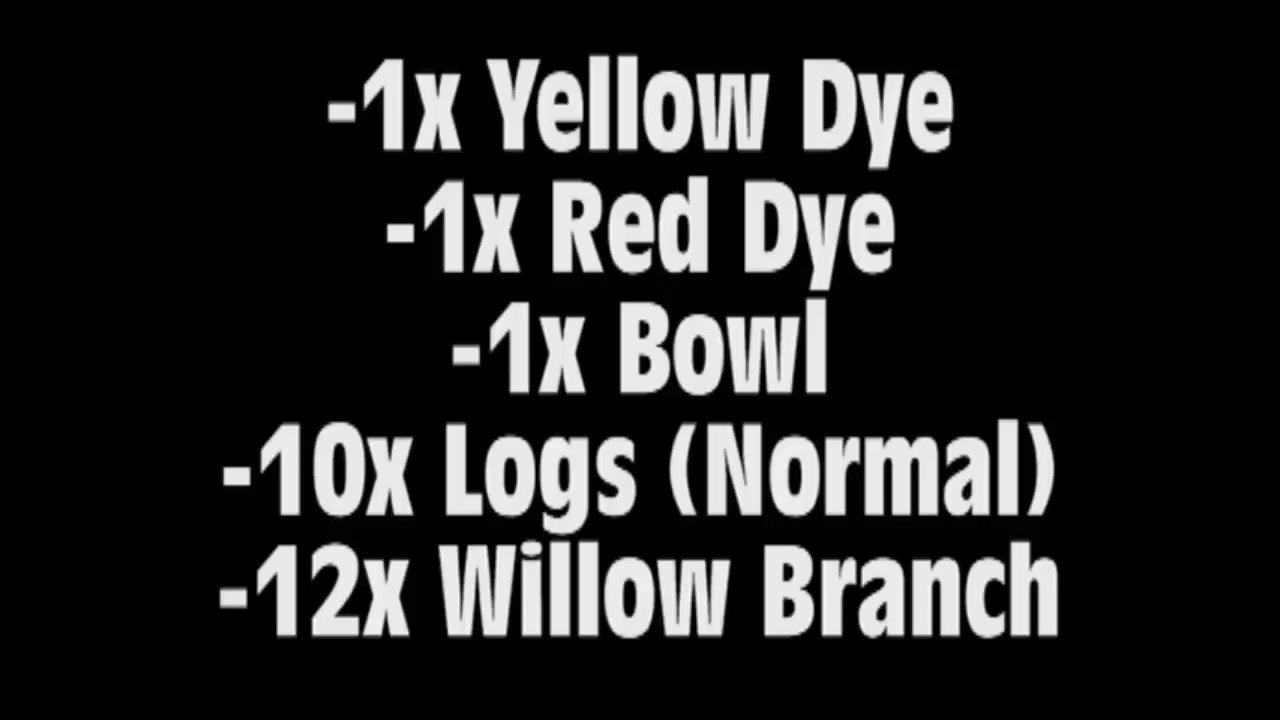 -1x Yellow Dye
-1x Red Dye
-1x Bowl
-10x Logs (Normal)
-12x Willow Branch